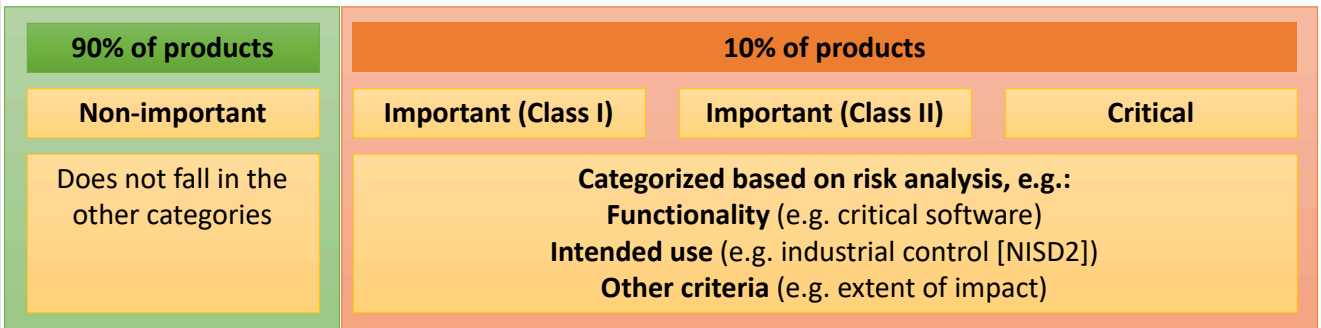 90% of products
10% of products
Non-important
Important (Class I)
Important (Class II)
Critical
Does not fall in the
other categories
Categorized based on risk analysis, e.g.:
Functionality (e.g. critical software)
Intended use (e.g. industrial control [NISD2])
Other criteria (e.g. extent of impact)